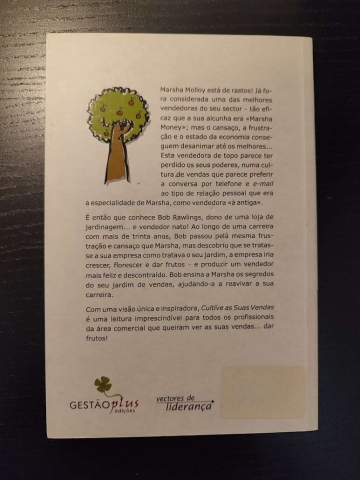 Marsha Molloy está de rastos! Já fo-
ra considerada uma das melhores
vendedoras do seu sector – tão efi-
caz que a sua alcunha era «Marsha
Money»; mas o cansaço, a frustra-
ção e o estado da economia conse-
guem desanimar até os melhores...
Esta vendedora de topo parece ter
perdido os seus poderes, numa cul-
tura de vendas que parece preferir
a conversa por telefone e e-mail
ao tipo de relação pessoal que era
a especialidade de Marsha, como vendedora «à antiga».
É então que conhece Bob Rawlings, dono de uma loja de
jardinagem... e vendedor nato! Ao longo de uma carreira
com mais de trinta anos, Bob passou pela mesma frus-
tração e cansaço que Marsha, mas descobriu que se tratas-
se a sua empresa como tratava o seu jardim, a empresa iria
crescer, florescer e dar frutos – e produzir um vendedor
mais feliz e descontraído. Bob ensina a Marsha os segredos
do seu jardim de vendas, ajudando-a a reavivar a sua
carreira.
Com uma visão única e inspiradora, Cultive as Suas Vendas
é uma leitura imprescindível para todos os profissionais
da área comercial que queiram ver as suas vendas... dar
frutos!
GESTÃOplus
edições
vectores de
liderança